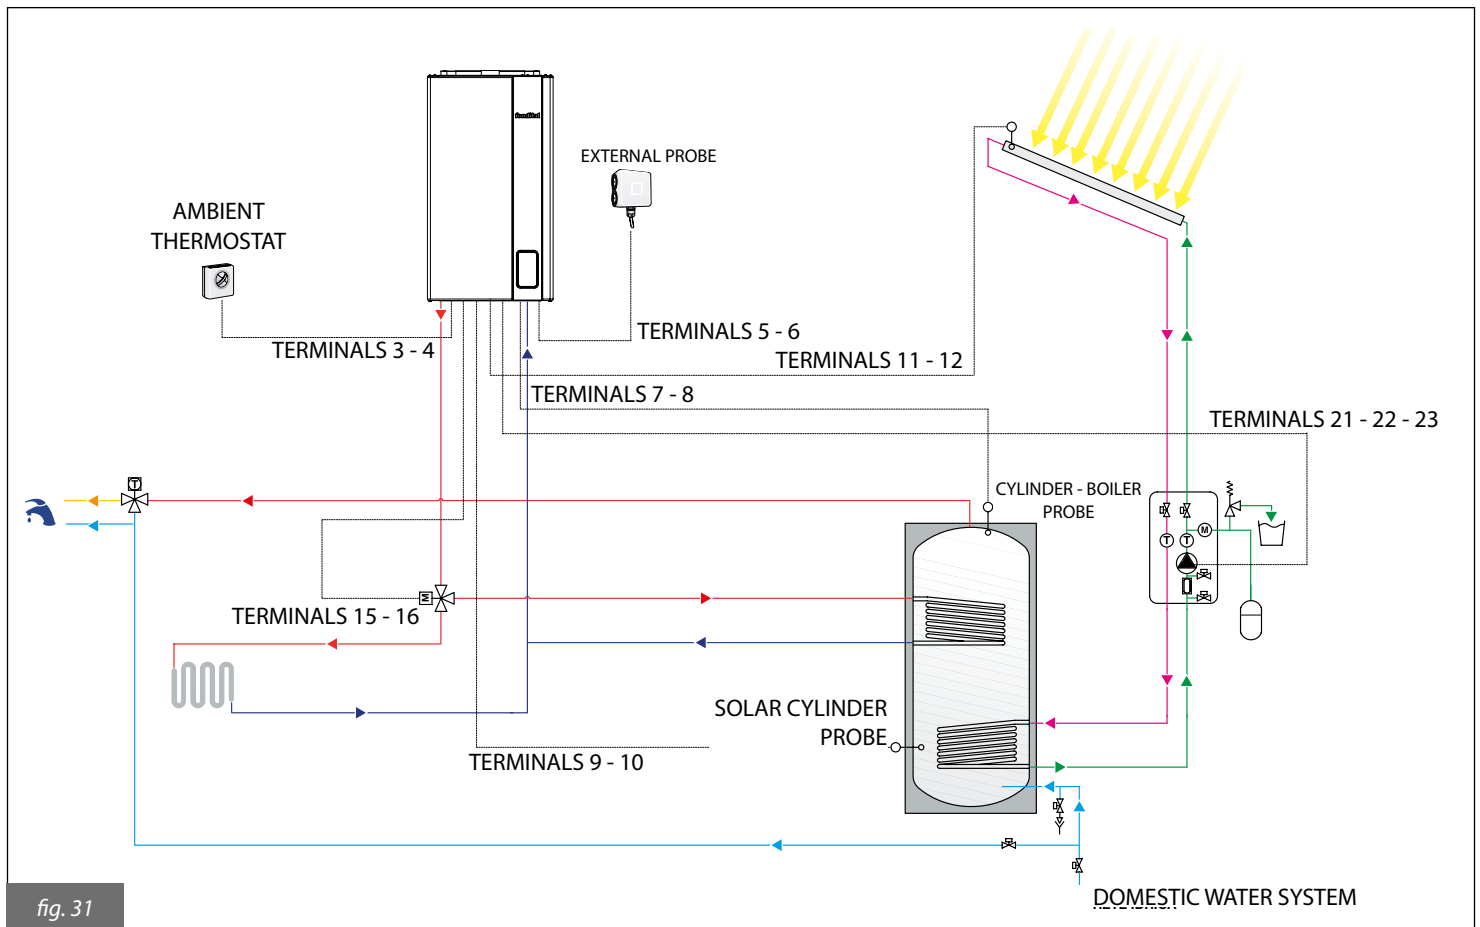 EXTERNAL PROBE
AMBIENT
THERMOSTAT
TERMINALS 5 - 6
TERMINALS 3 - 4
TERMINALS 11 - 12
TERMINALS 7 - 8
TERMINALS 21 - 22 - 23
T
CYLINDER - BOILER
PROBE
M
T
T
M
TERMINALS 15 - 16
SOLAR CYLINDER
PROBE
TERMINALS 9 - 10
DOMESTIC WATER SYSTEM
fig. 31